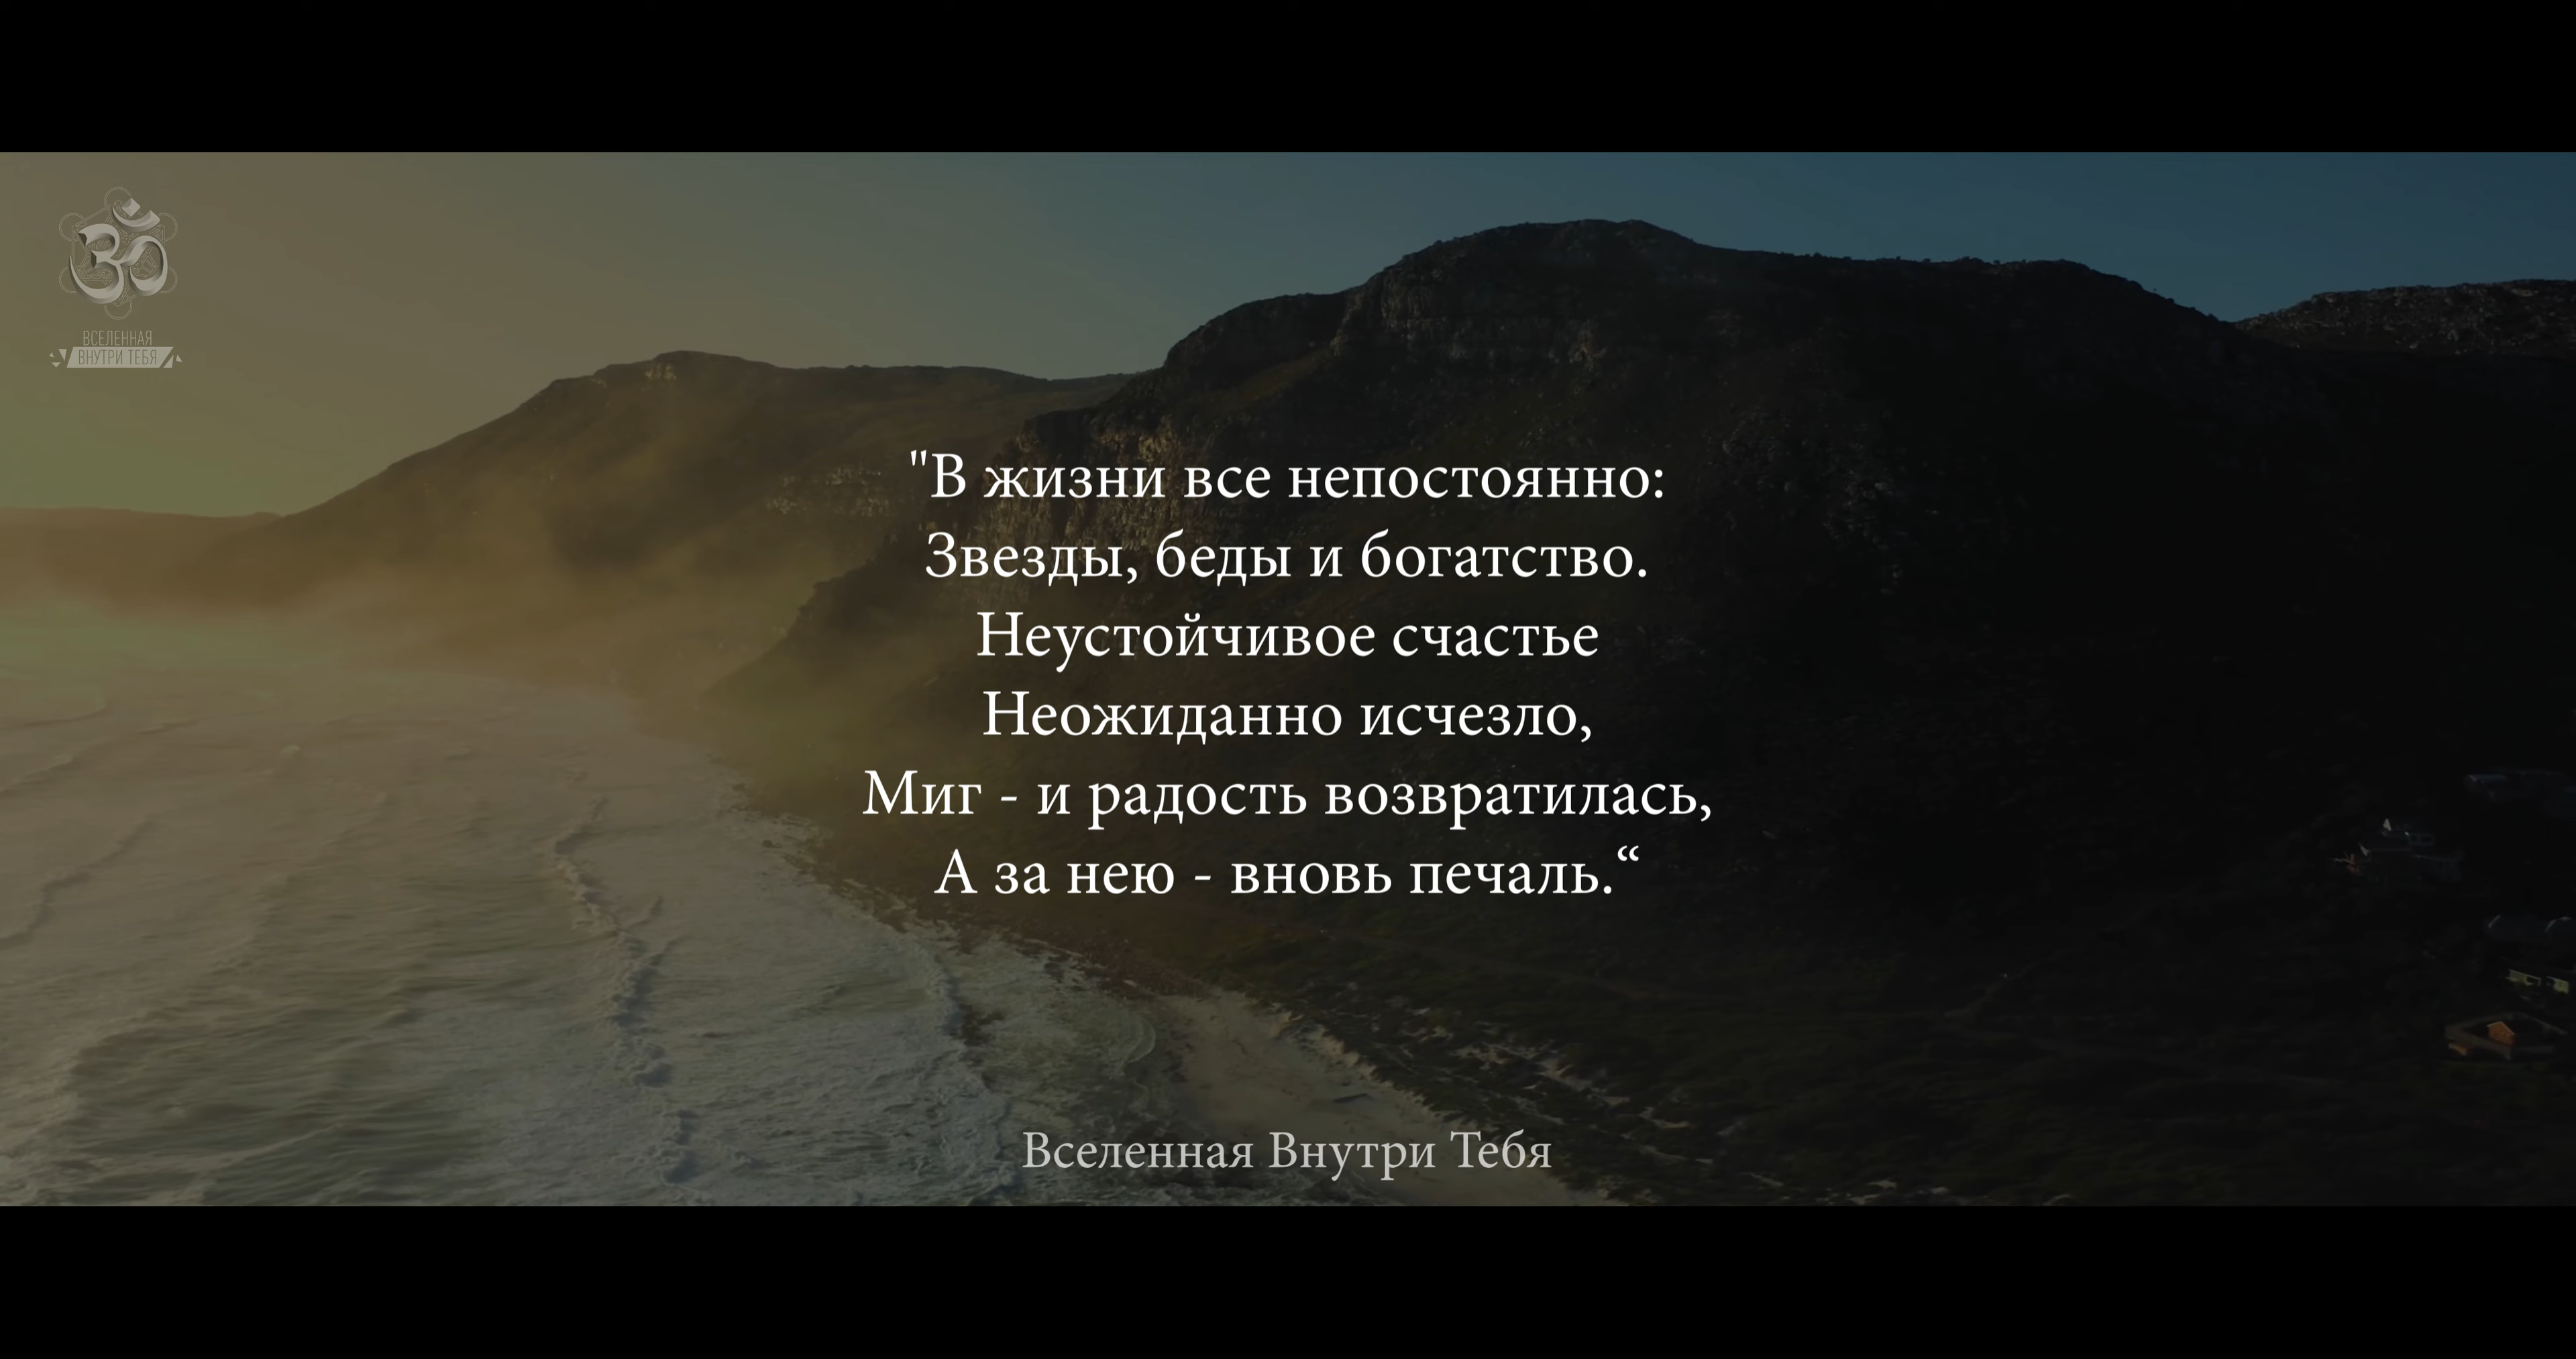 ВСЕЛЕННАЯ
ВНУТРИ ТЕБЯ
"В жизни все непостоянно:
Звезды, беды и богатство.
Неустойчивое счастье
Неожиданно исчезло,
Миг - и радость возвратилась,
А за нею - вновь печаль.“
Вселенная Внутри Тебя